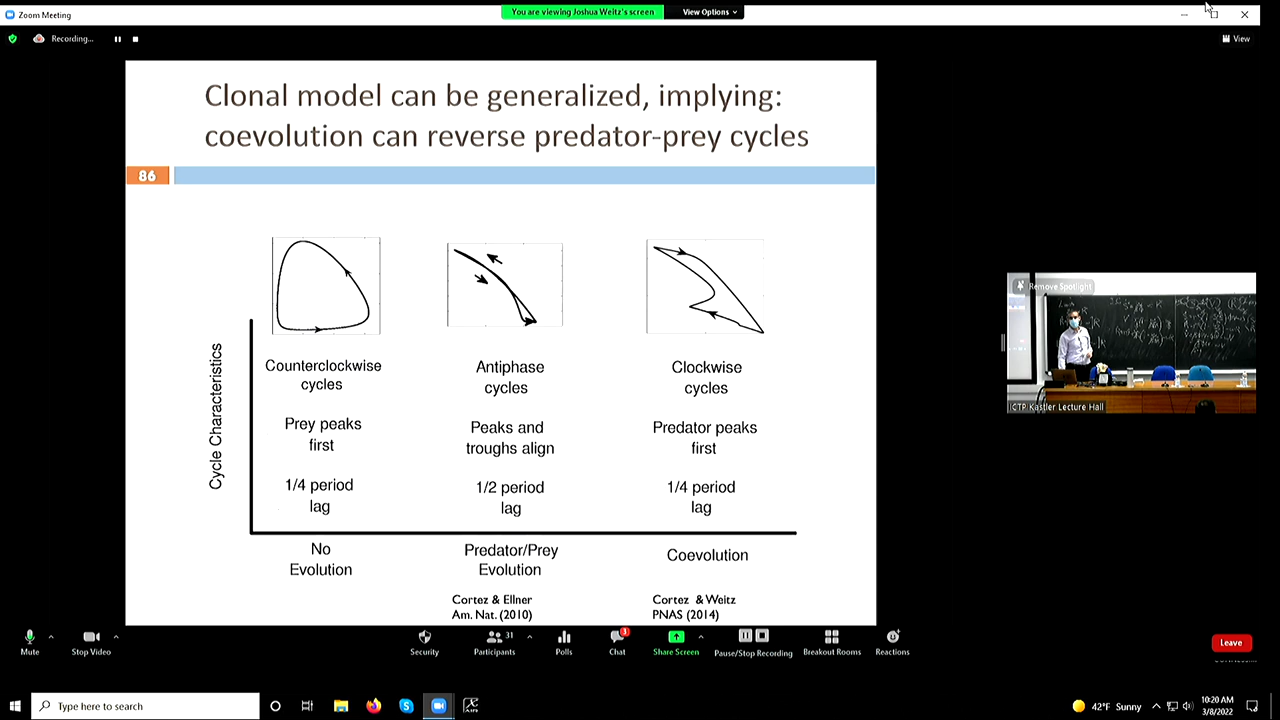 Zoom Meeting
You are viewing Joshua Weitz's screen
View Options
Recording...
View
Clonal model can be generalized, implying:
coevolution can reverse predator-prey cycles
86
Remove Spotlight
ICTP Kastler Lecture Hall
Cycle Characteristics
Counterclockwise
cycles
Antiphase
cycles
Clockwise
cycles
Prey peaks
first
Peaks and
troughs align
Predator peaks
first
1/4 period
lag
1/2 period
lag
1/4 period
lag
No
Evolution
Predator/Prey
Evolution
Coevolution
Cortez & Ellner
Am. Nat. (2010)
Cortez & Weitz
PNAS (2014)
Mute
Stop Video
Security
31
Participants
Polls
3
Chat
Share Screen
Pause/Stop Recording
Breakout Rooms
Reactions
Leave
Type here to search
42°F Sunny
10:20 AM
3/8/2022